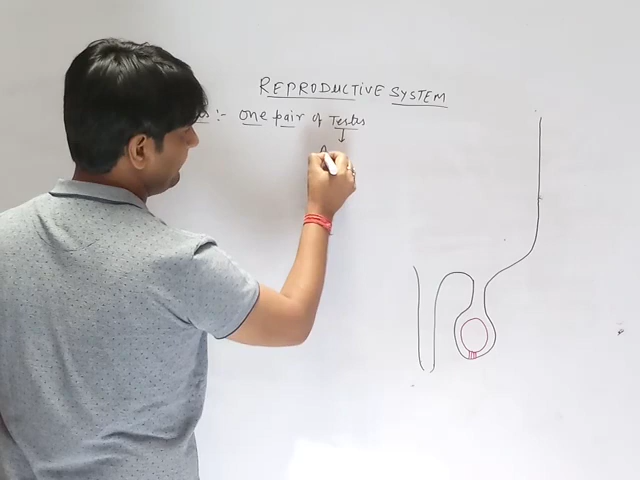 REPRODUCTIVE SYSTEM
:- one pair of Testes
A